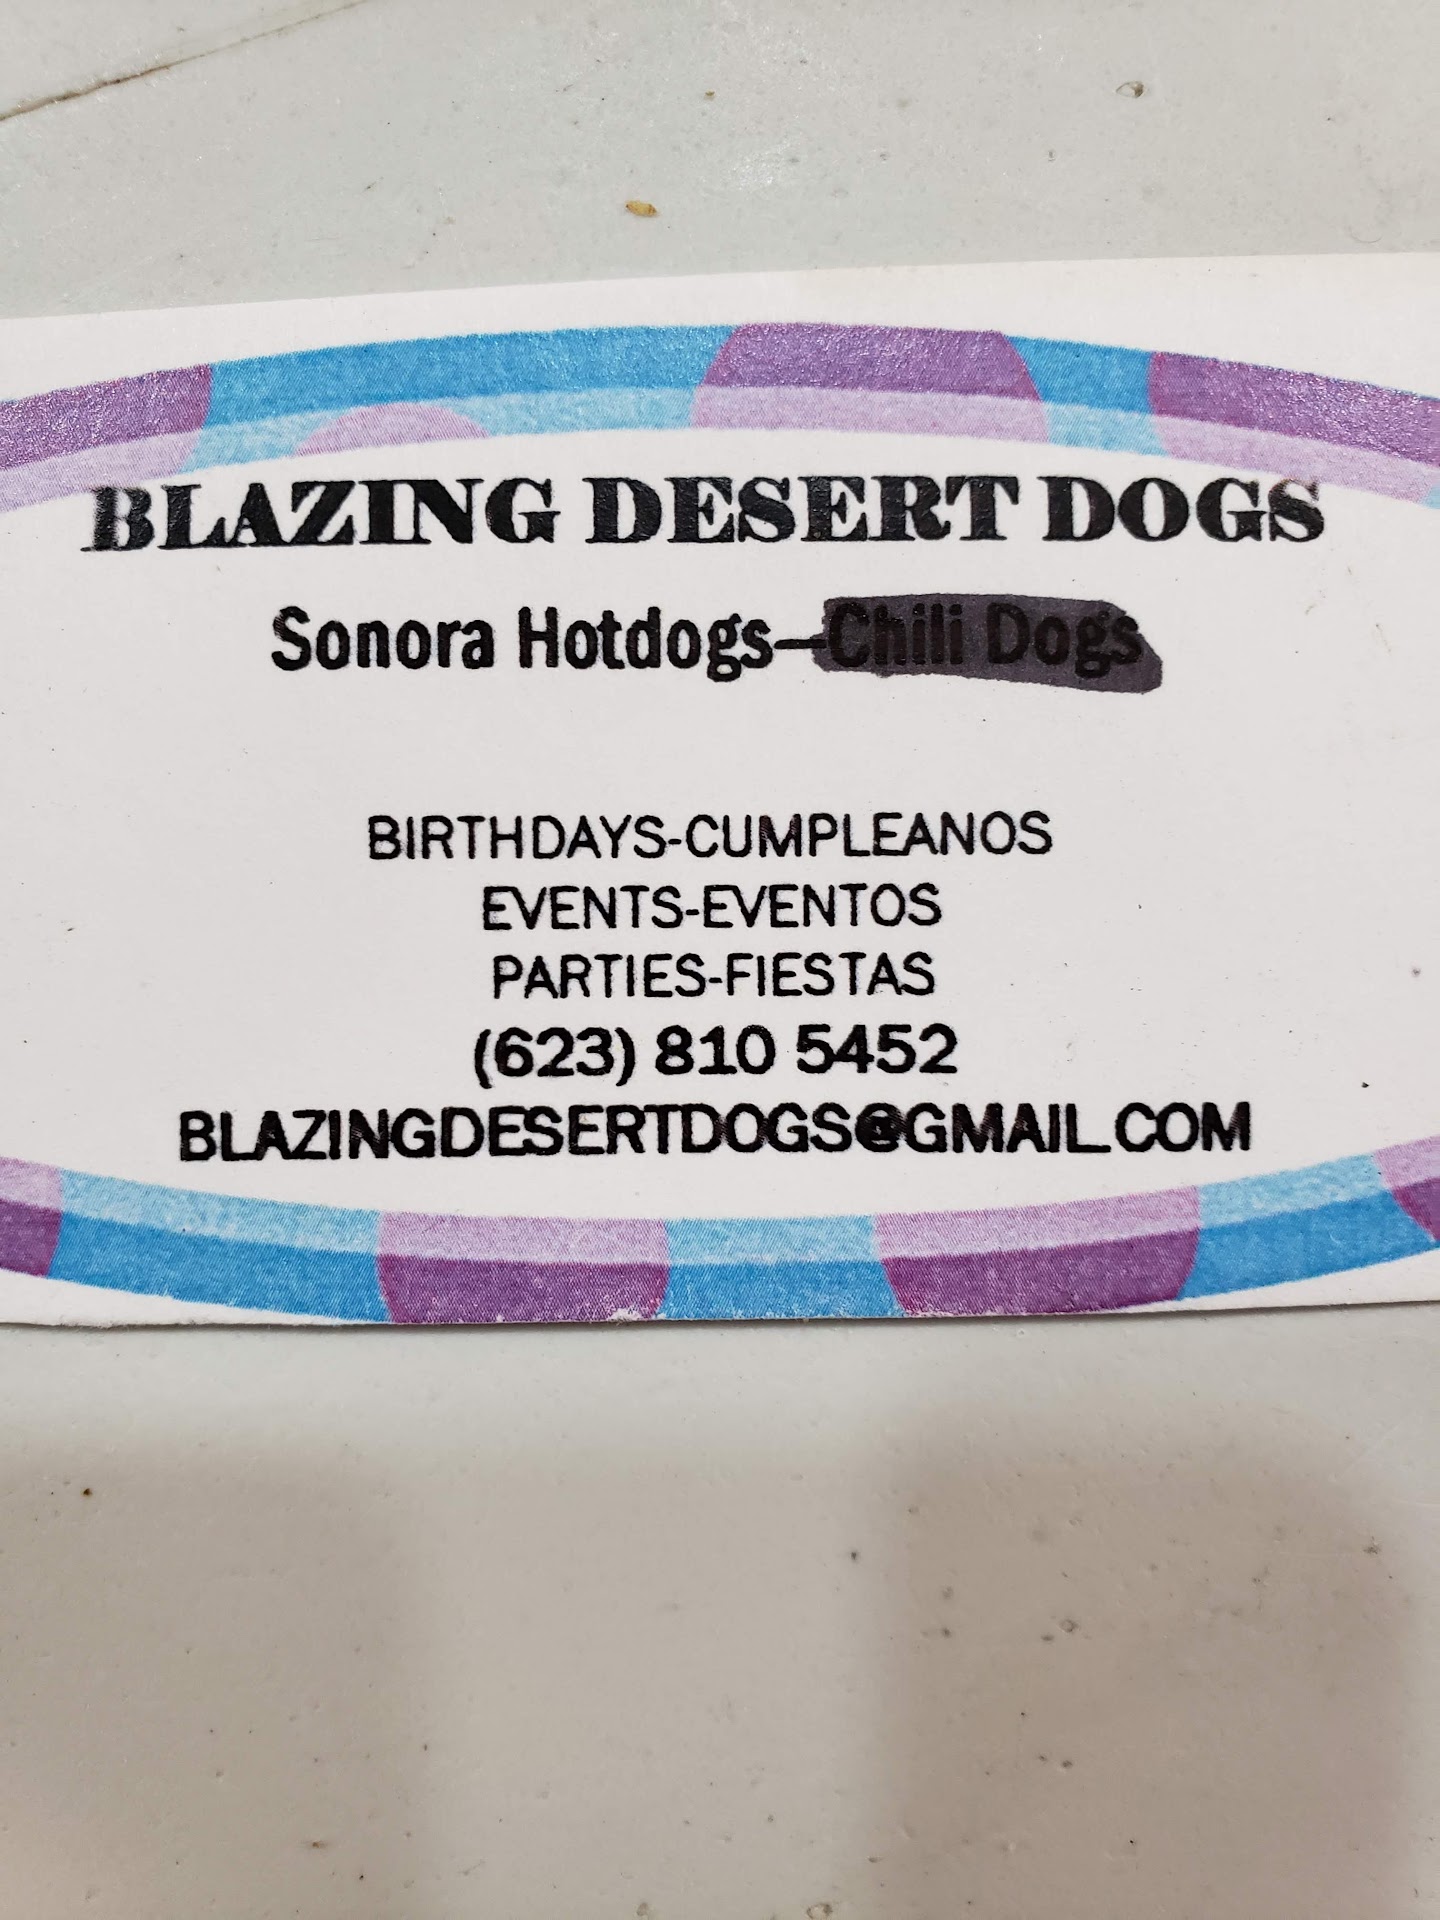 BLAZING DESERT DOGS
Sonora Hotdogs–Chili Dogs
BIRTHDAYS-CUMPLEANOS
EVENTS-EVENTOS
PARTIES-FIESTAS
(623) 810 5452
BLAZINGDESERTDOGS@GMAIL.COM